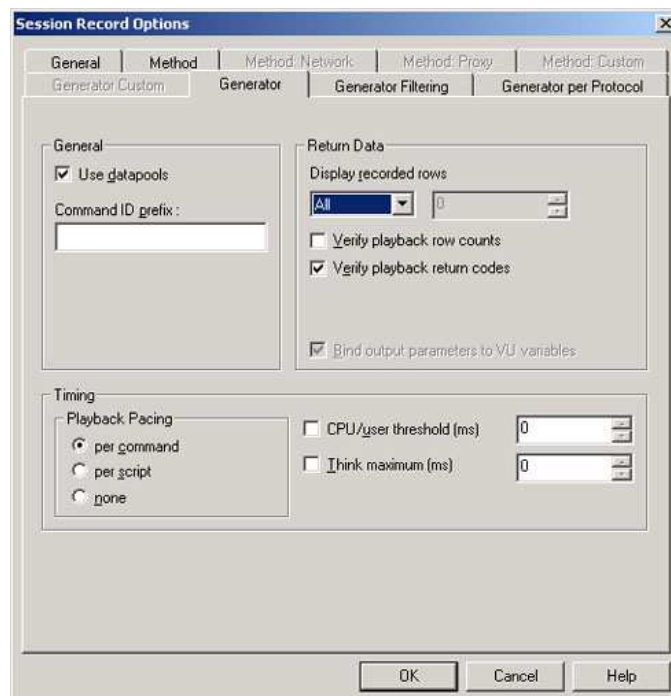 Session Record Options
General Method Method: Network Method: Proxy Method: Custom
Generator Custom Generator Generator Filtering Generator per Protocol
General
Use datapools
Command ID prefix :
Return Data
Display recorded rows
All 0
Verify playback row counts
Verify playback return codes
Bind output parameters to VU variables
Timing
Playback Pacing
per command
per script
none
CPU/user threshold (ms) 0
Think maximum (ms) 0
OK Cancel Help